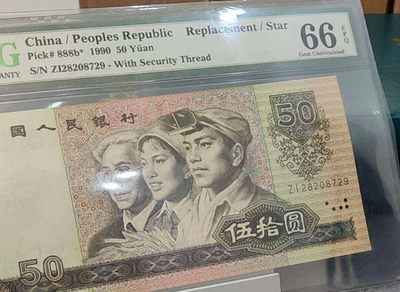 G China / Peoples Republic Replacement / Star
RANTY Pick# 888b* 1990 50 Yüan
S/N ZI28208729 - With Security Thread
66 EPQ
Gem Uncirculated
国人民银行
50
ZI28208729
伍拾圆
50